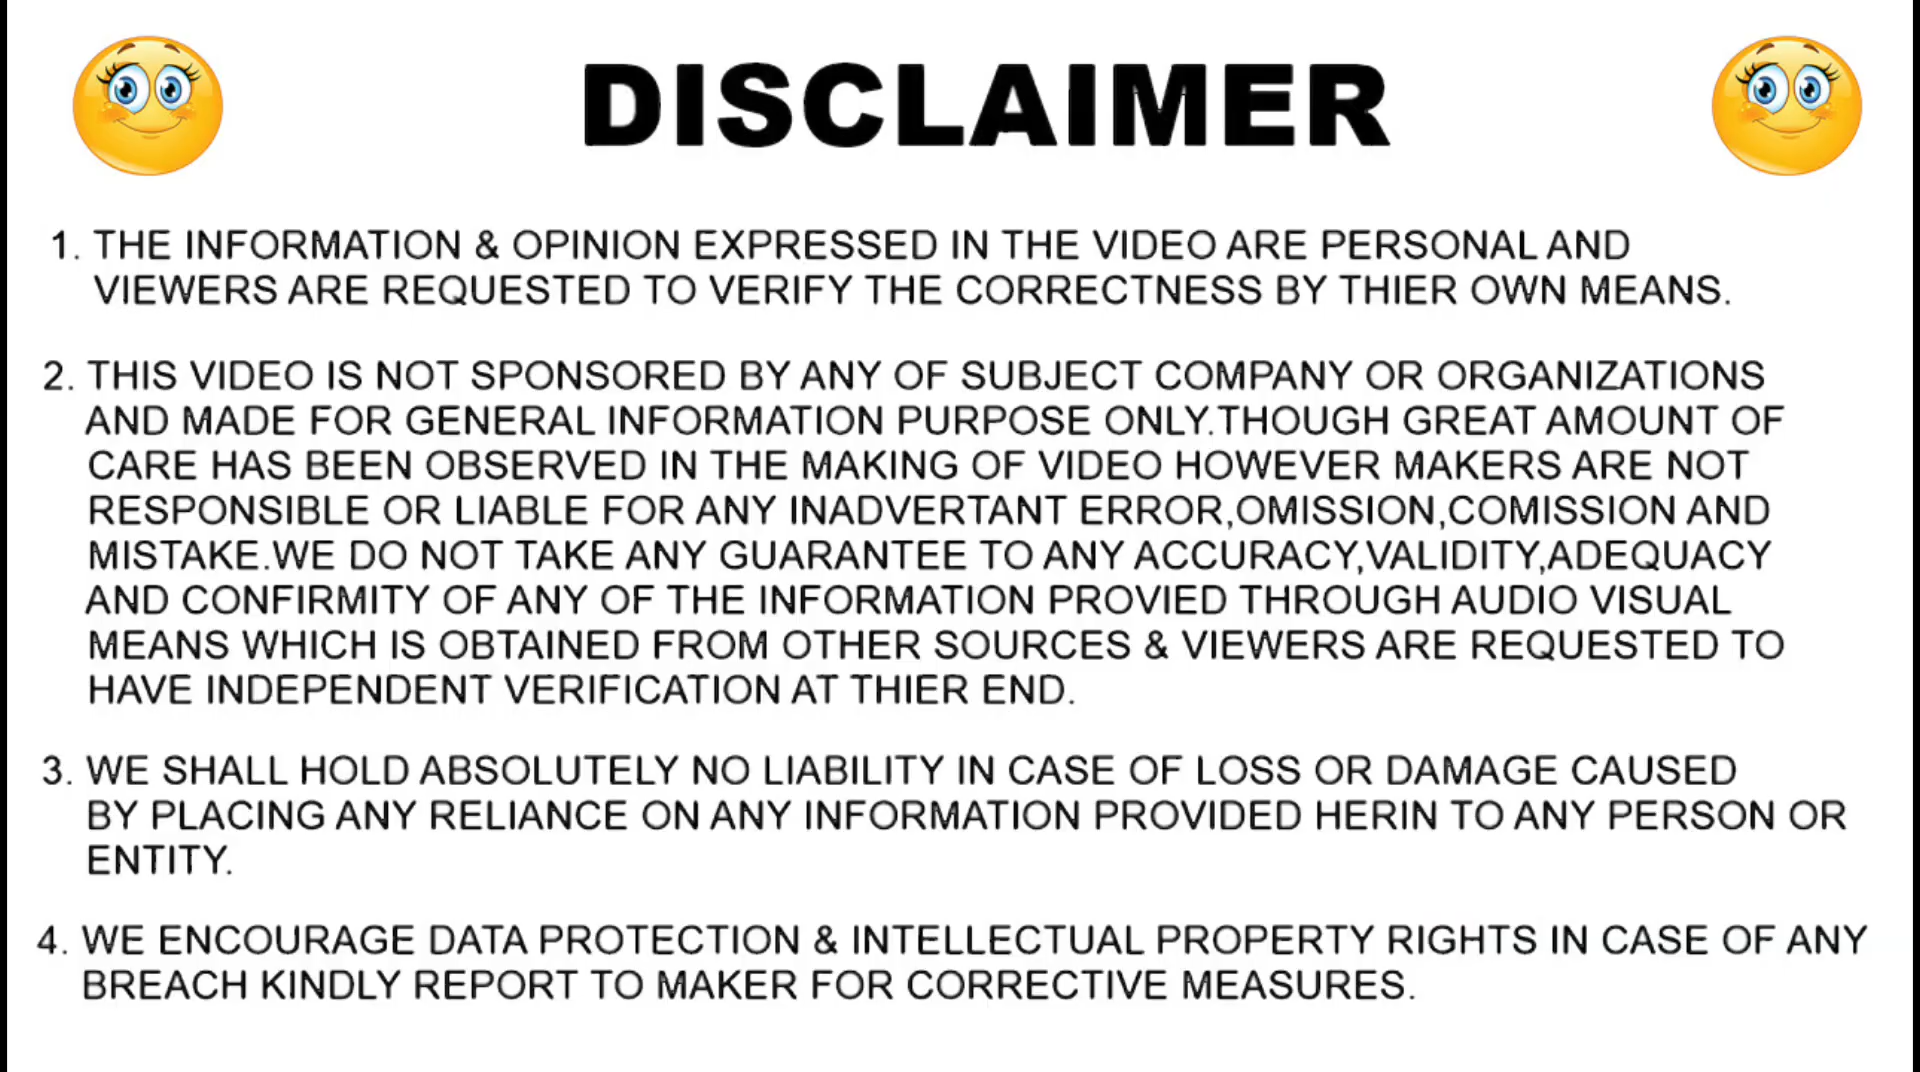 DISCLAIMER
1. THE INFORMATION & OPINION EXPRESSED IN THE VIDEO ARE PERSONAL AND
VIEWERS ARE REQUESTED TO VERIFY THE CORRECTNESS BY THIER OWN MEANS.
2. THIS VIDEO IS NOT SPONSORED BY ANY OF SUBJECT COMPANY OR ORGANIZATIONS
AND MADE FOR GENERAL INFORMATION PURPOSE ONLY.THOUGH GREAT AMOUNT OF
CARE HAS BEEN OBSERVED IN THE MAKING OF VIDEO HOWEVER MAKERS ARE NOT
RESPONSIBLE OR LIABLE FOR ANY INADVERTANT ERROR,OMISSION,COMISSION AND
MISTAKE.WE DO NOT TAKE ANY GUARANTEE TO ANY ACCURACY,VALIDITY,ADEQUACY
AND CONFIRMITY OF ANY OF THE INFORMATION PROVIED THROUGH AUDIO VISUAL
MEANS WHICH IS OBTAINED FROM OTHER SOURCES & VIEWERS ARE REQUESTED TO
HAVE INDEPENDENT VERIFICATION AT THIER END.
3. WE SHALL HOLD ABSOLUTELY NO LIABILITY IN CASE OF LOSS OR DAMAGE CAUSED
BY PLACING ANY RELIANCE ON ANY INFORMATION PROVIDED HERIN TO ANY PERSON OR
ENTITY.
4. WE ENCOURAGE DATA PROTECTION & INTELLECTUAL PROPERTY RIGHTS IN CASE OF ANY
BREACH KINDLY REPORT TO MAKER FOR CORRECTIVE MEASURES.